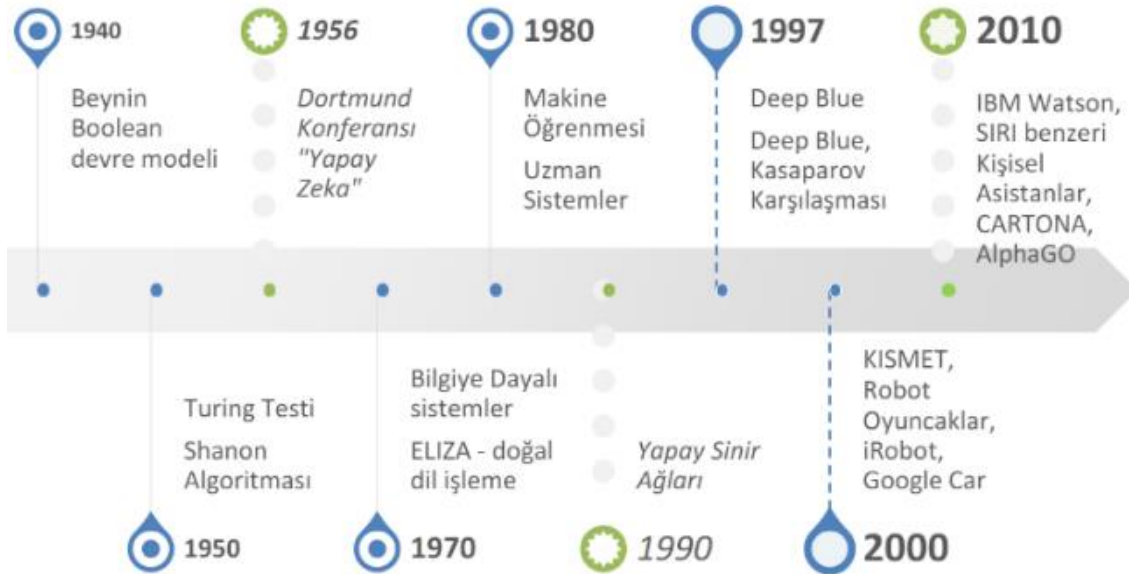 1940
Beynin
Boolean
devre modeli
1956
Dortmund
Konferansı
"Yapay
Zeka"
1980
Makine
Öğrenmesi
Uzman
Sistemler
1997
Deep Blue
Deep Blue,
Kasaparov
Karşılaşması
2010
IBM Watson,
SIRI benzeri
Kişisel
Asistanlar,
CARTONA,
AlphaGO
Turing Testi
Shanon
Algoritması
1950
Bilgiye Dayalı
sistemler
ELIZA - doğal
dil işleme
1970
Yapay Sinir
Ağları
1990
KISMET,
Robot
Oyuncaklar,
iRobot,
Google Car
2000